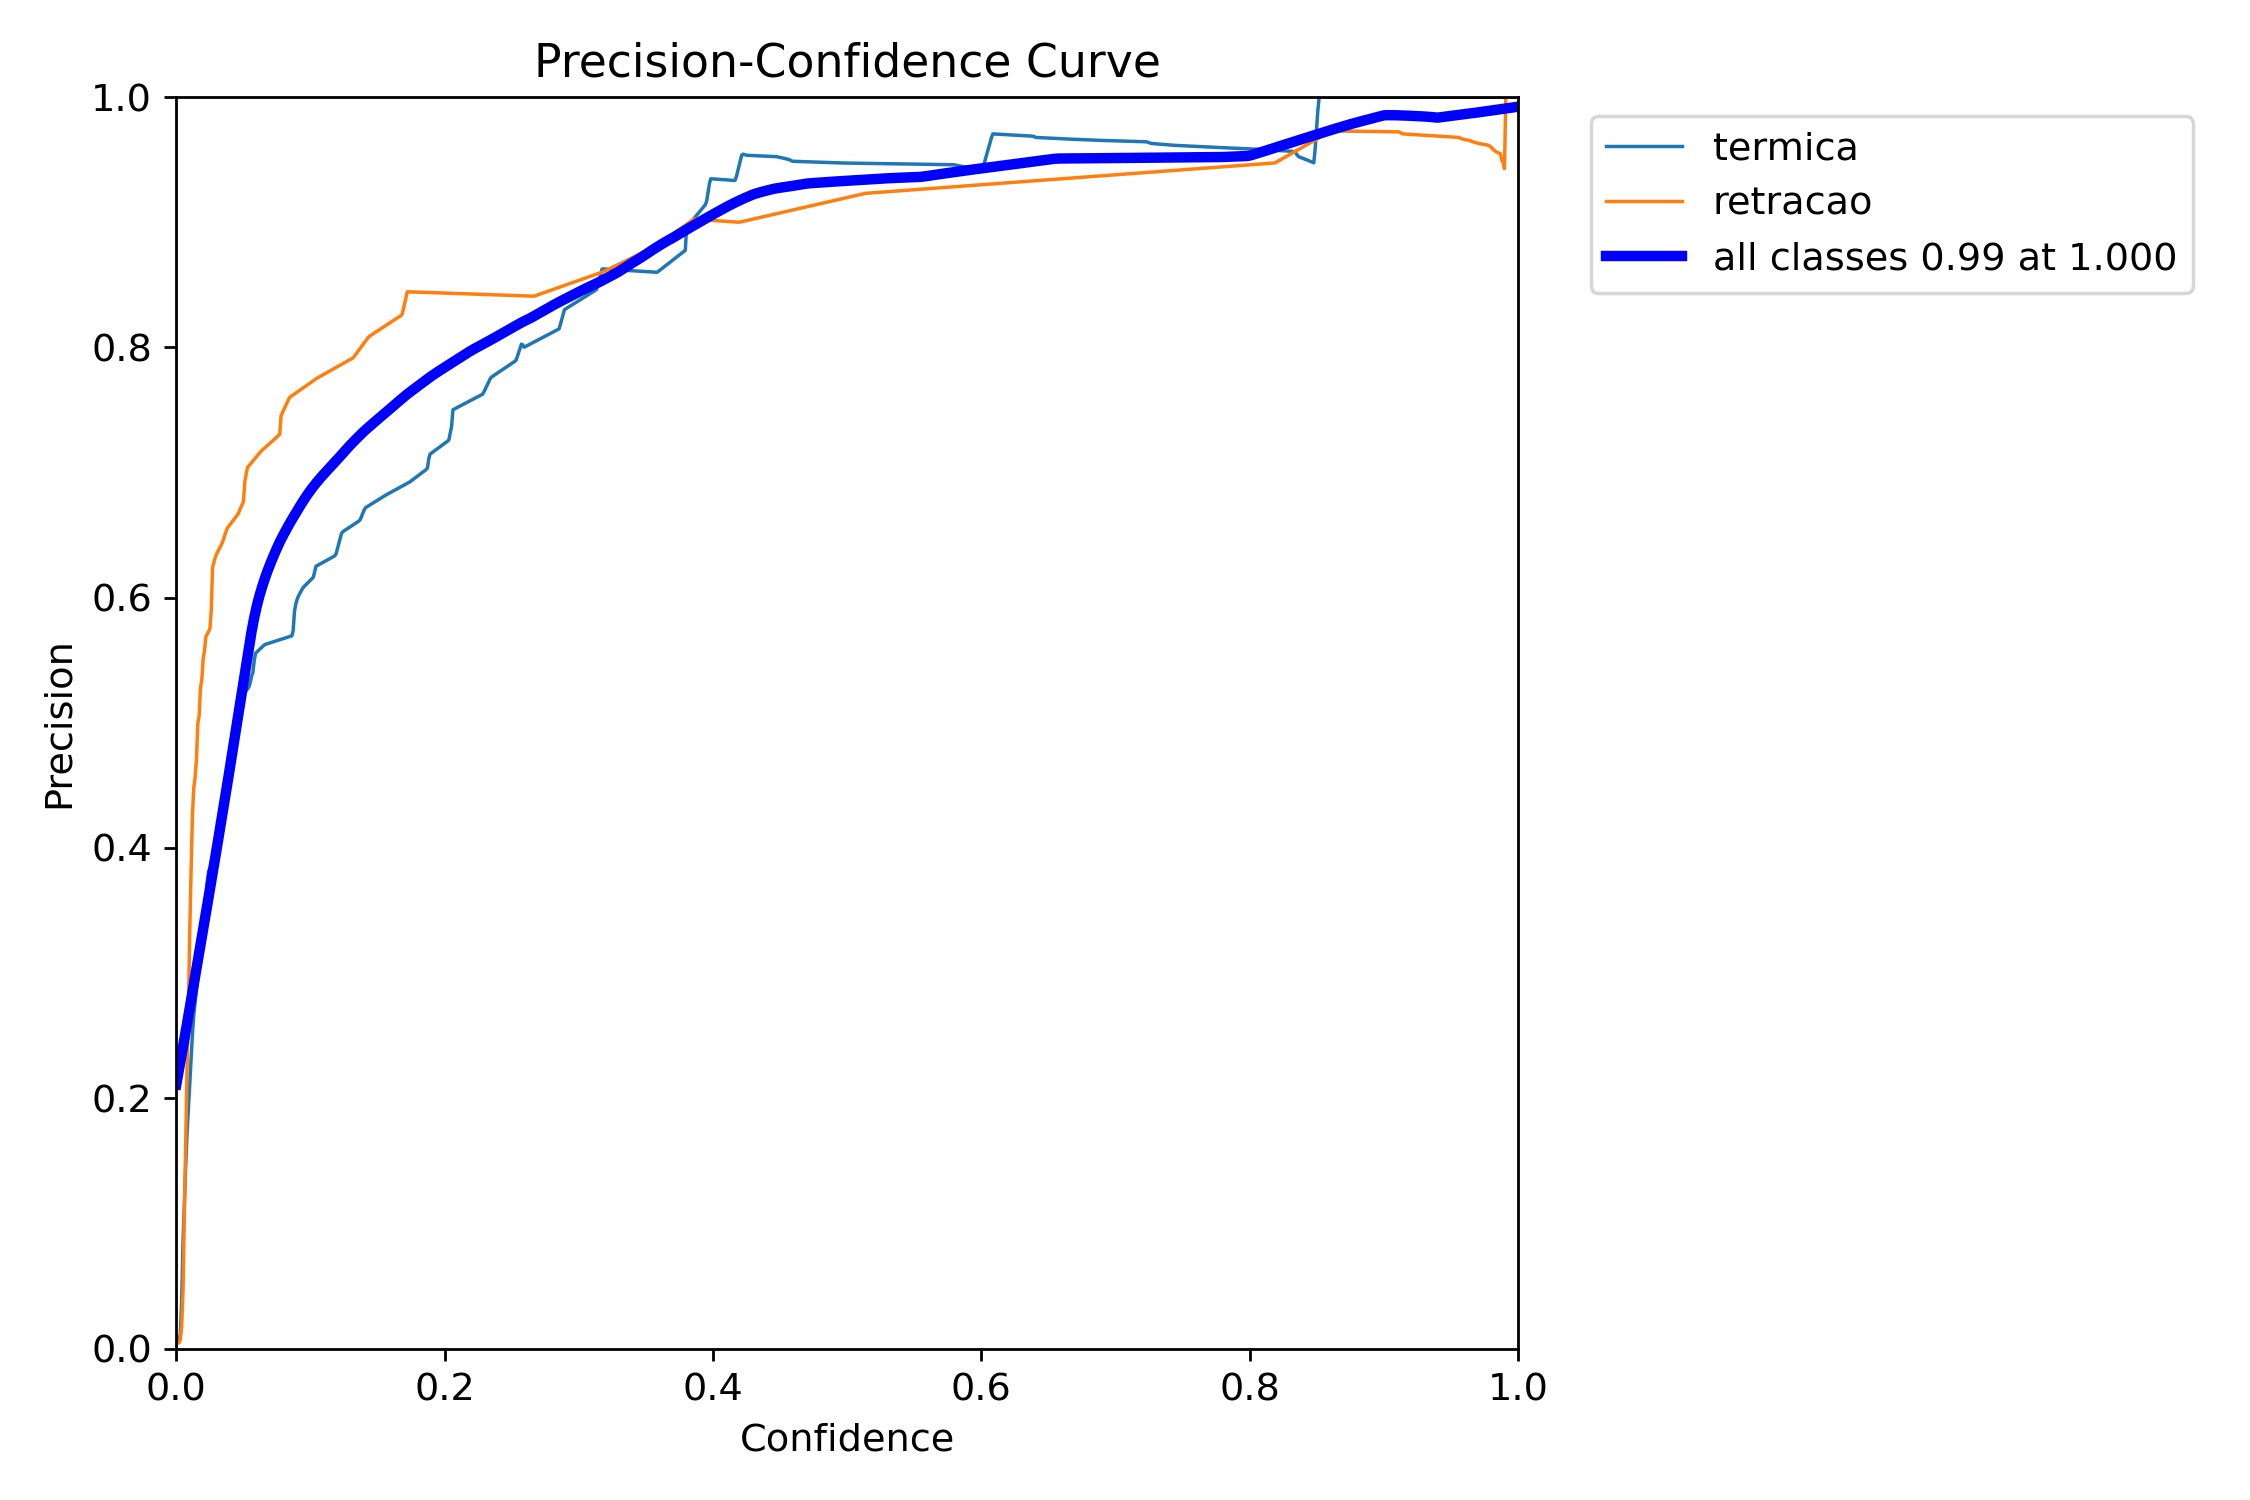 Precision-Confidence Curve
1.0
0.8
0.6
0.4
0.2
0.0
Precision
0.0 0.2 0.4 0.6 0.8 1.0
Confidence
termica
retracao
all classes 0.99 at 1.000